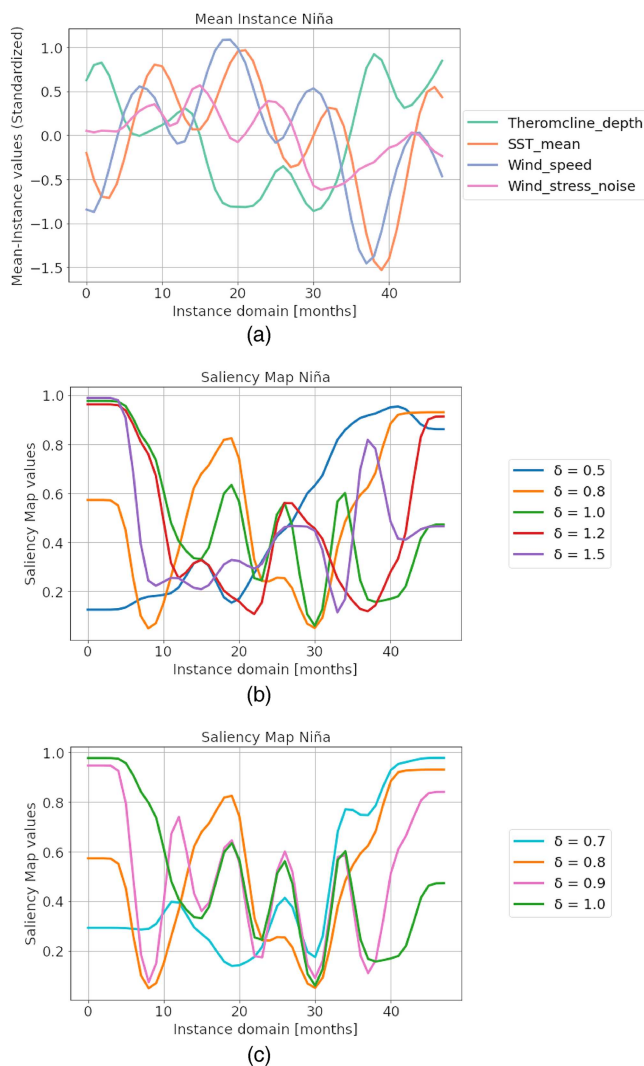 Mean Instance Niña
Mean-Instance values (Standardized)
1.0
0.5
0.0
−0.5
−1.0
−1.5
0 10 20 30 40
Instance domain [months]
Theromcline_depth
SST_mean
Wind_speed
Wind_stress_noise
(a)
Saliency Map Niña
Saliency Map values
1.0
0.8
0.6
0.4
0.2
0 10 20 30 40
Instance domain [months]
δ = 0.5
δ = 0.8
δ = 1.0
δ = 1.2
δ = 1.5
(b)
Saliency Map Niña
Saliency Map values
1.0
0.8
0.6
0.4
0.2
0 10 20 30 40
Instance domain [months]
δ = 0.7
δ = 0.8
δ = 0.9
δ = 1.0
(c)